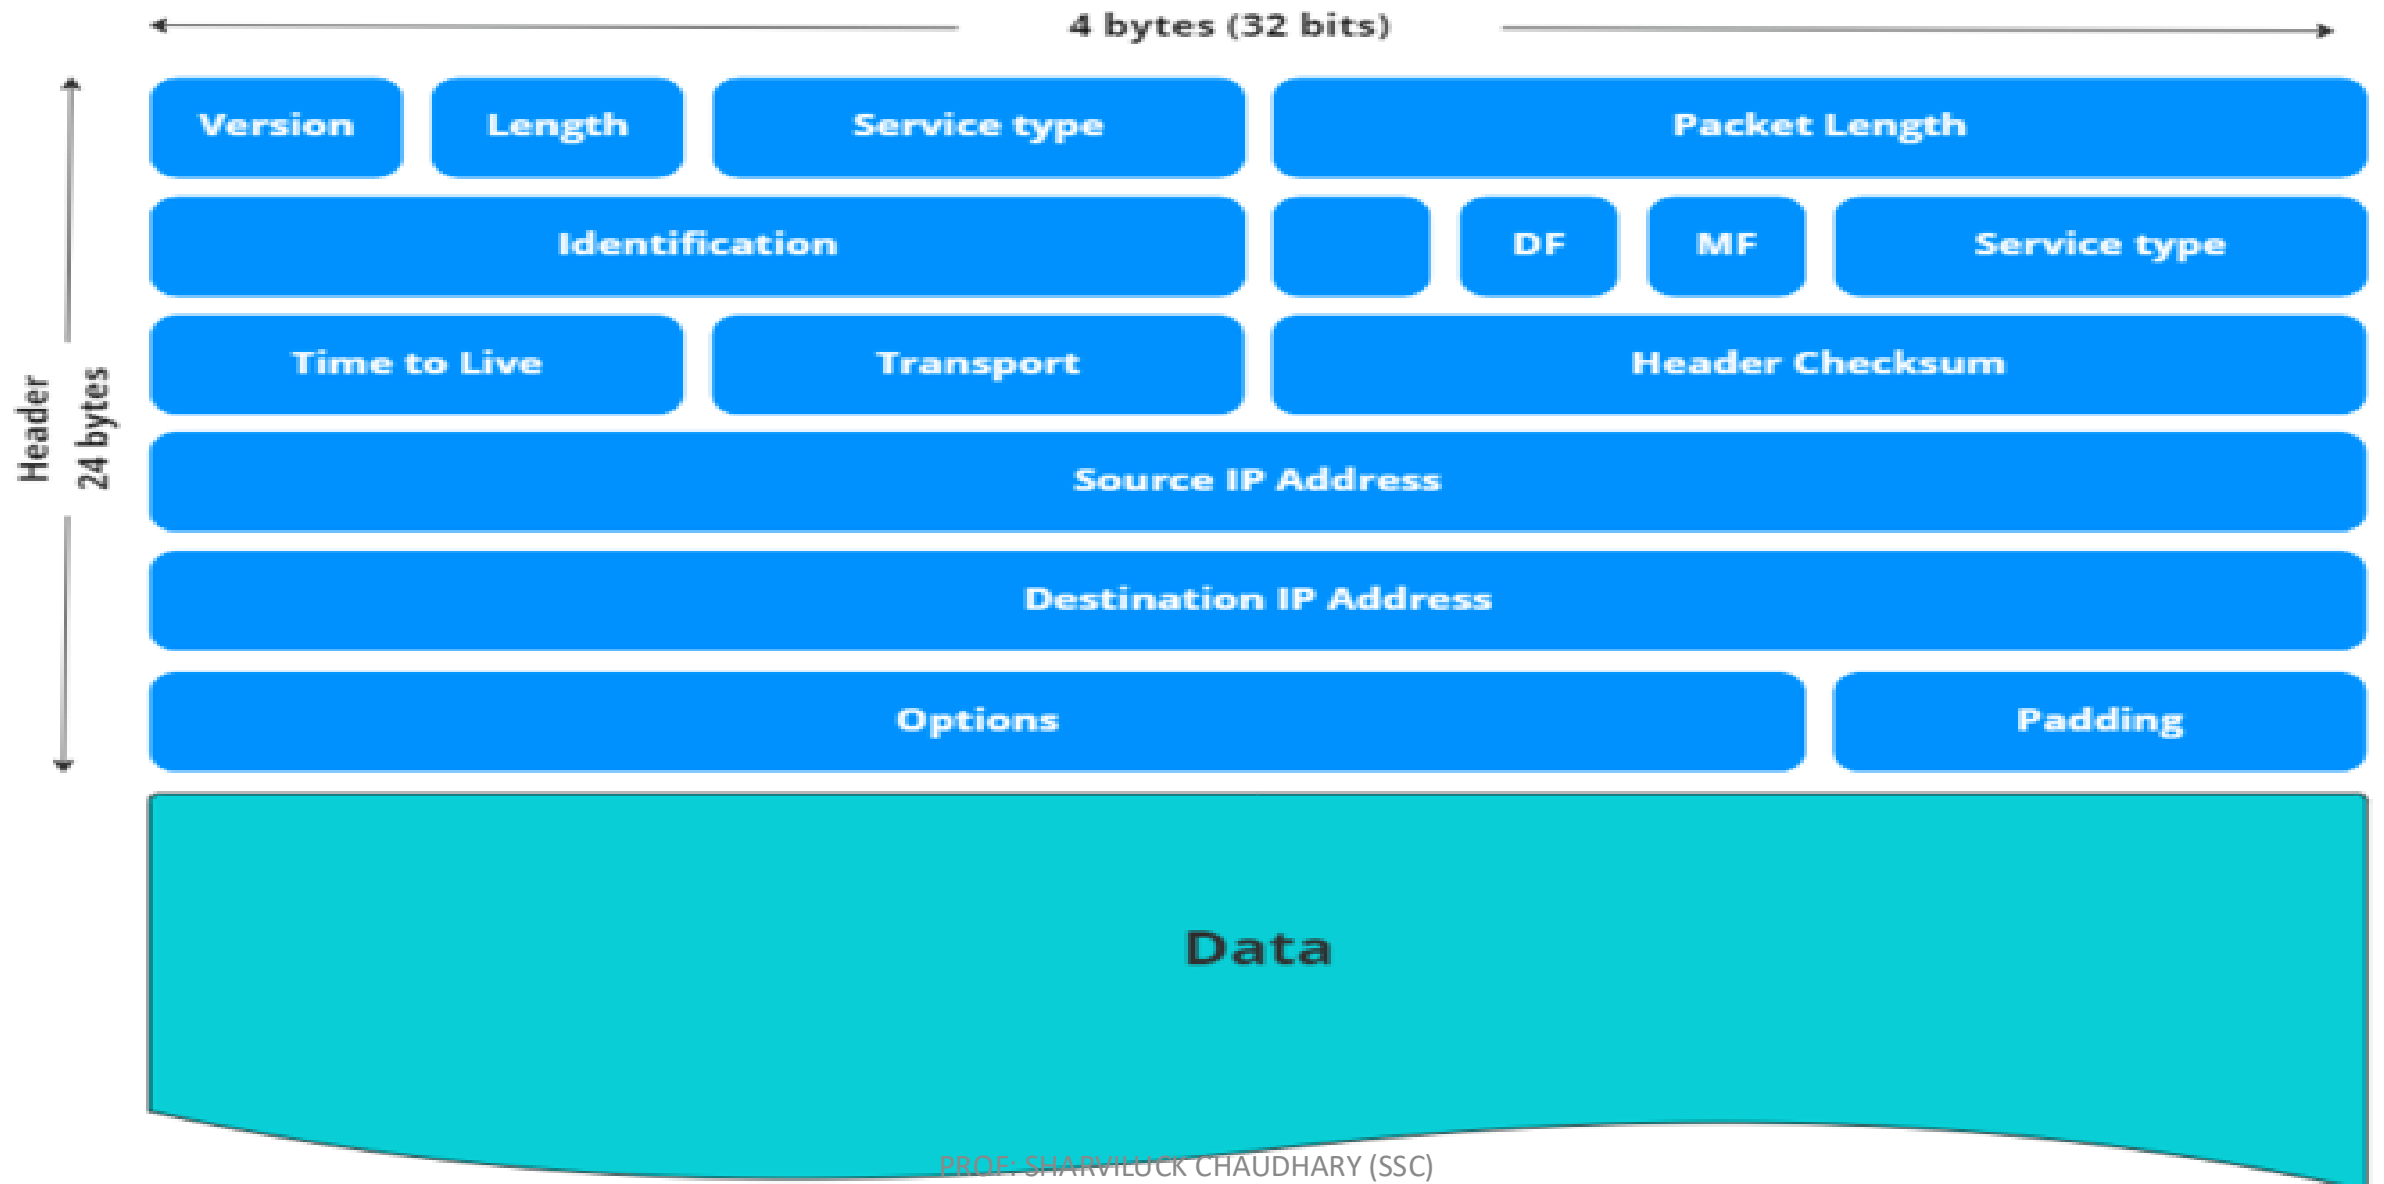 4 bytes (32 bits)
Version Length Service type Packet Length
Identification DF MF Service type
Time to Live Transport Header Checksum
Header
24 bytes
Source IP Address
Destination IP Address
Options Padding
Data
PROF: SHARVILUCK CHAUDHARY (SSC)